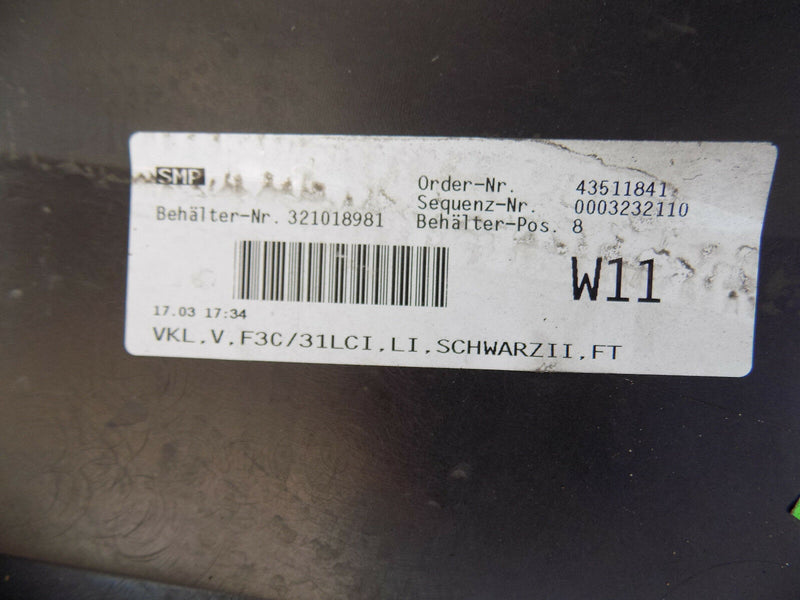 SMP
Order-Nr. 43511841
Sequenz-Nr. 0003232110
Behälter-Nr. 321018981 Behälter-Pos. 8
W11
17.03 17:34
VKL,V,F3C/31LCI,LI,SCHWARZII,FT